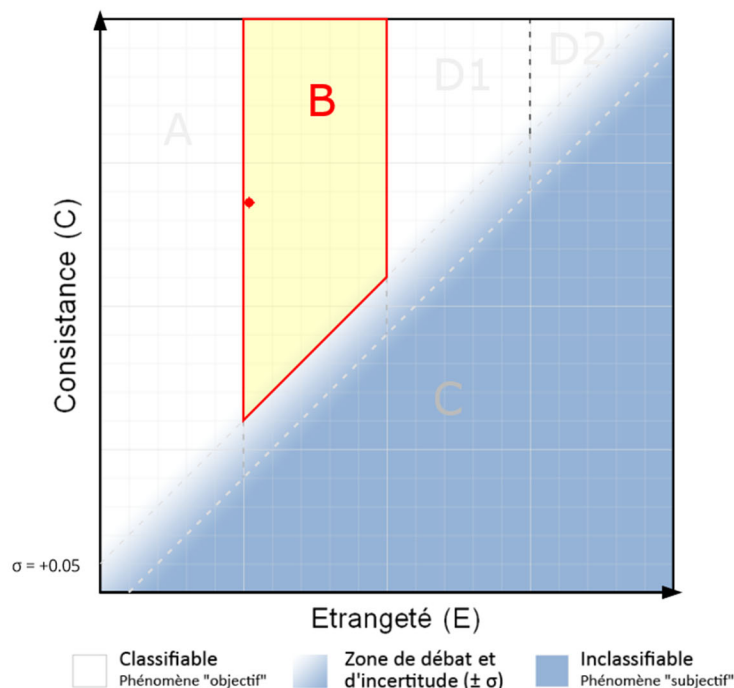 A
B
D1
D2
C
Consistance (C)
σ = +0.05
Etrangeté (E)
Classifiable
Phénomène "objectif"
Zone de débat et
d'incertitude (± σ)
Inclassifiable
Phénomène "subjectif"